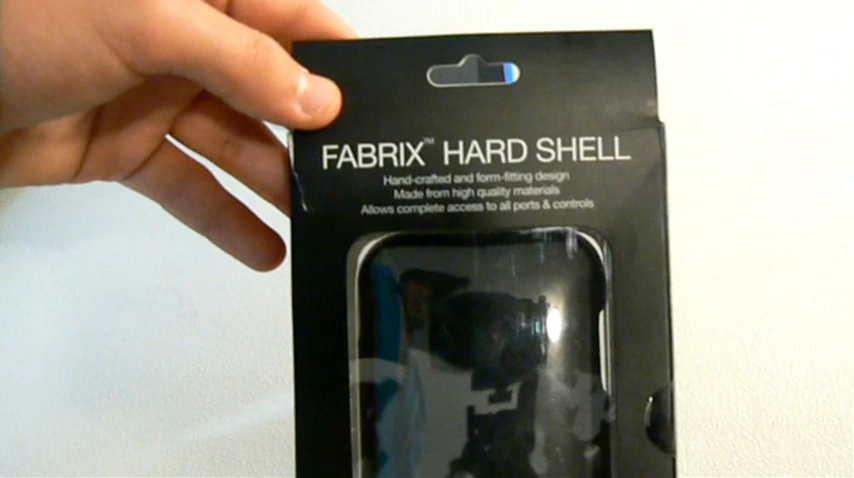 FABRIX™ HARD SHELL
Hand-crafted and form-fitting design
Made from high quality materials
Allows complete access to all ports & controls